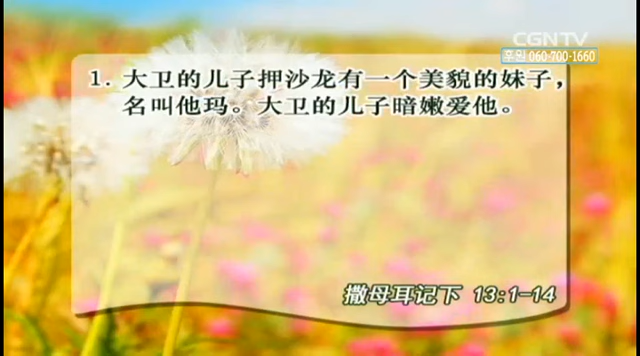 CGNTV
후원 060-700-1660
1. 大卫的儿子押沙龙有一个美貌的妹子，
名叫他玛。大卫的儿子暗嫩爱他。
撒母耳记下 13:1-14